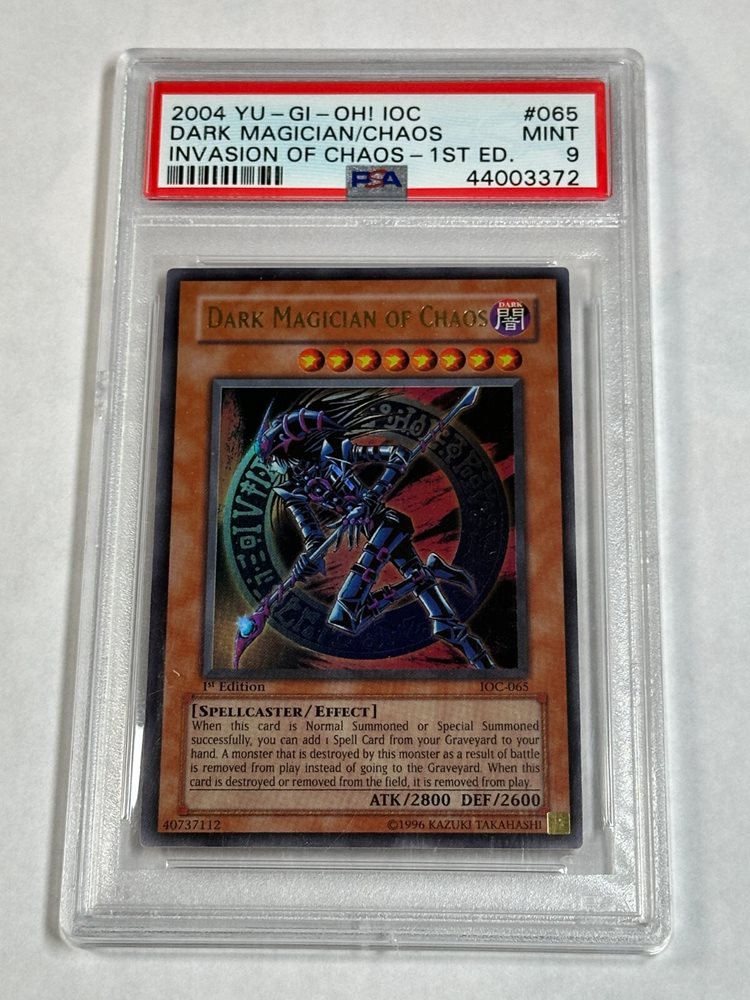 2004 YU-GI-OH! IOC #065
DARK MAGICIAN/CHAOS MINT
INVASION OF CHAOS-1ST ED. 9
PSA 44003372
DARK MAGICIAN OF CHAOS
DARK
闇
1st Edition IOC-065
[SPELLCASTER/EFFECT]
When this card is Normal Summoned or Special Summoned
successfully, you can add 1 Spell Card from your Graveyard to your
hand. A monster that is destroyed by this monster as a result of battle
is removed from play instead of going to the Graveyard. When this
card is destroyed or removed from the field, it is removed from play.
ATK/2800 DEF/2600
40737112 ©1996 KAZUKI TAKAHASHI